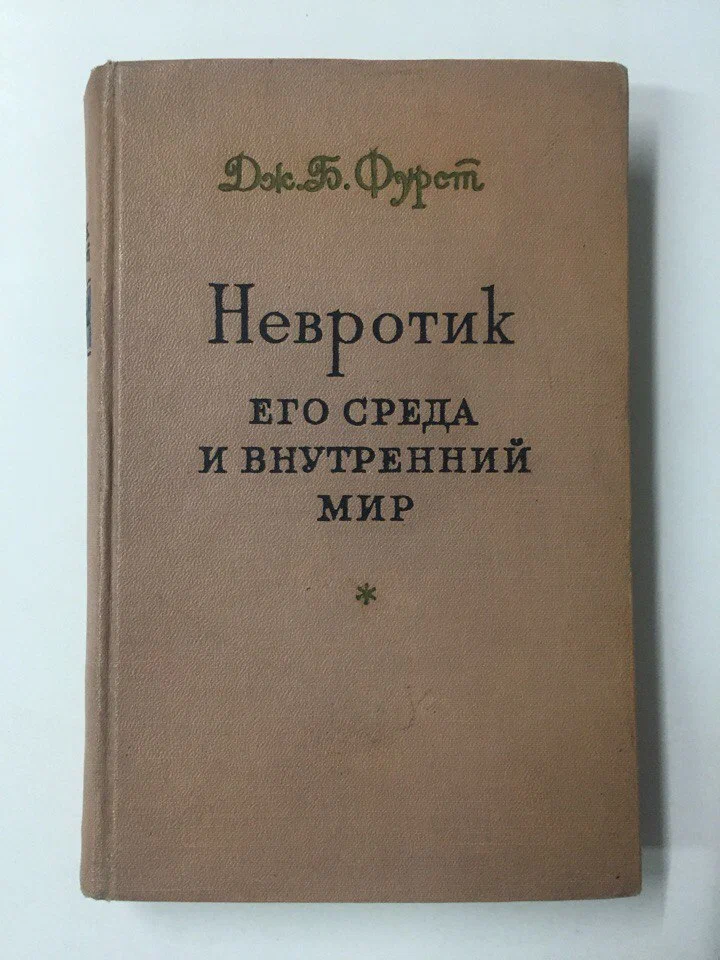 Дж. Б. Фурст
Невротик
ЕГО СРЕДА
И ВНУТРЕННИЙ
МИР
*